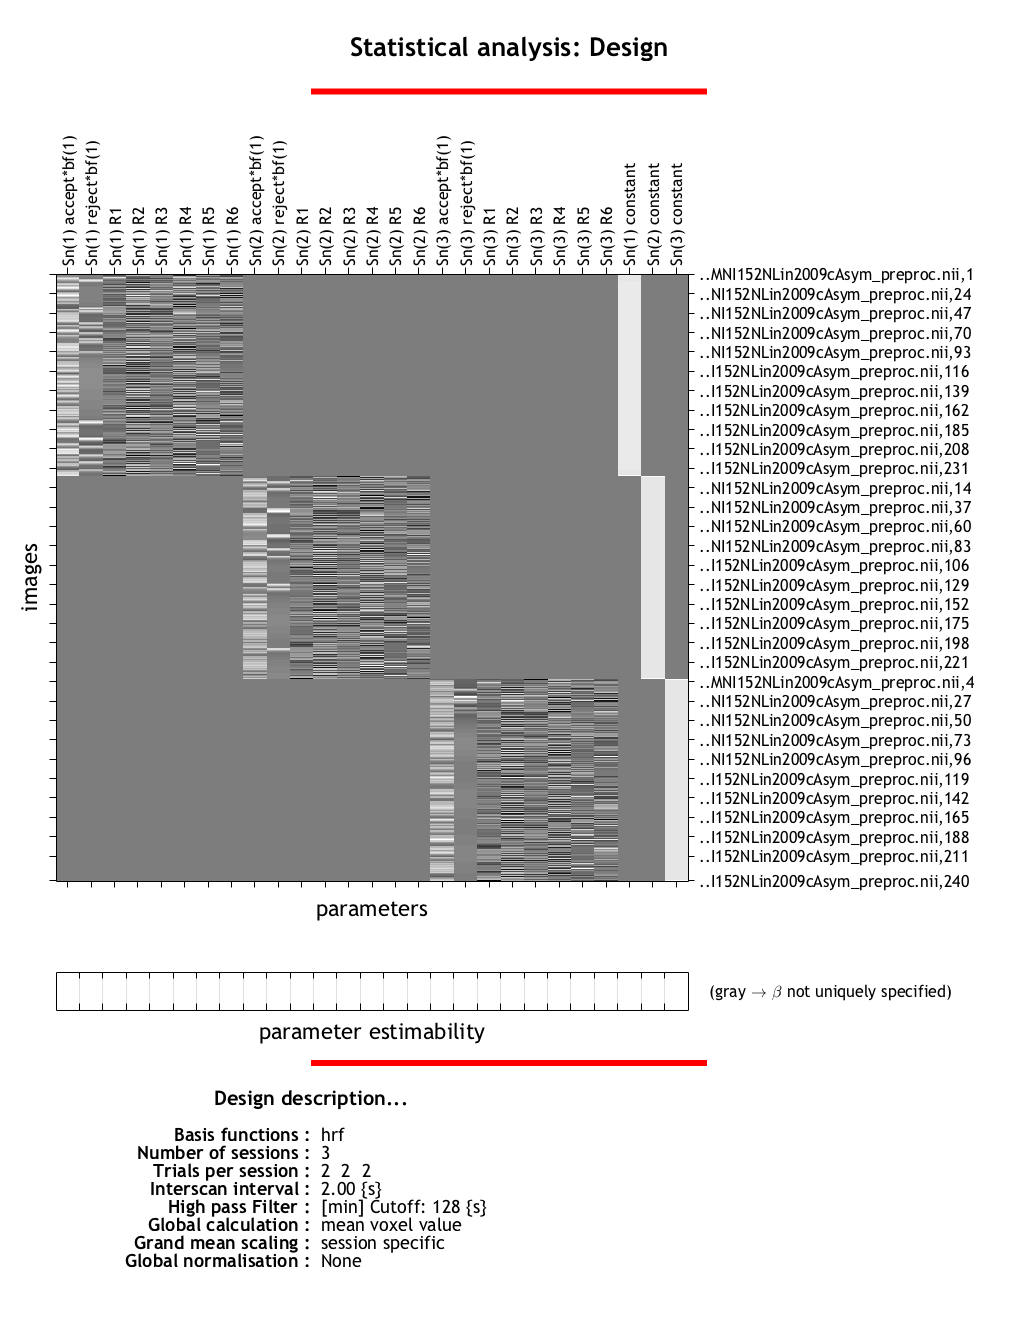 Statistical analysis: Design
Sn(1) accept*bf(1)
Sn(1) reject*bf(1)
Sn(1) R1
Sn(1) R2
Sn(1) R3
Sn(1) R4
Sn(1) R5
Sn(1) R6
Sn(2) accept*bf(1)
Sn(2) reject*bf(1)
Sn(2) R1
Sn(2) R2
Sn(2) R3
Sn(2) R4
Sn(2) R5
Sn(2) R6
Sn(3) accept*bf(1)
Sn(3) reject*bf(1)
Sn(3) R1
Sn(3) R2
Sn(3) R3
Sn(3) R4
Sn(3) R5
Sn(3) R6
Sn(1) constant
Sn(2) constant
Sn(3) constant
..MNI152NLin2009cAsym_preproc.nii,1
..NI152NLin2009cAsym_preproc.nii,24
..NI152NLin2009cAsym_preproc.nii,47
..NI152NLin2009cAsym_preproc.nii,70
..NI152NLin2009cAsym_preproc.nii,93
..I152NLin2009cAsym_preproc.nii,116
..I152NLin2009cAsym_preproc.nii,139
..I152NLin2009cAsym_preproc.nii,162
..I152NLin2009cAsym_preproc.nii,185
..I152NLin2009cAsym_preproc.nii,208
..I152NLin2009cAsym_preproc.nii,231
..NI152NLin2009cAsym_preproc.nii,14
..NI152NLin2009cAsym_preproc.nii,37
..NI152NLin2009cAsym_preproc.nii,60
..NI152NLin2009cAsym_preproc.nii,83
..I152NLin2009cAsym_preproc.nii,106
..I152NLin2009cAsym_preproc.nii,129
..I152NLin2009cAsym_preproc.nii,152
..I152NLin2009cAsym_preproc.nii,175
..I152NLin2009cAsym_preproc.nii,198
..I152NLin2009cAsym_preproc.nii,221
..MNI152NLin2009cAsym_preproc.nii,4
..NI152NLin2009cAsym_preproc.nii,27
..NI152NLin2009cAsym_preproc.nii,50
..NI152NLin2009cAsym_preproc.nii,73
..NI152NLin2009cAsym_preproc.nii,96
..I152NLin2009cAsym_preproc.nii,119
..I152NLin2009cAsym_preproc.nii,142
..I152NLin2009cAsym_preproc.nii,165
..I152NLin2009cAsym_preproc.nii,188
..I152NLin2009cAsym_preproc.nii,211
..I152NLin2009cAsym_preproc.nii,240
images
parameters
(gray → β not uniquely specified)
parameter estimability
Design description...
Basis functions : hrf
Number of sessions : 3
Trials per session : 2 2 2
Interscan interval : 2.00 {s}
High pass Filter : [min] Cutoff: 128 {s}
Global calculation : mean voxel value
Grand mean scaling : session specific
Global normalisation : None